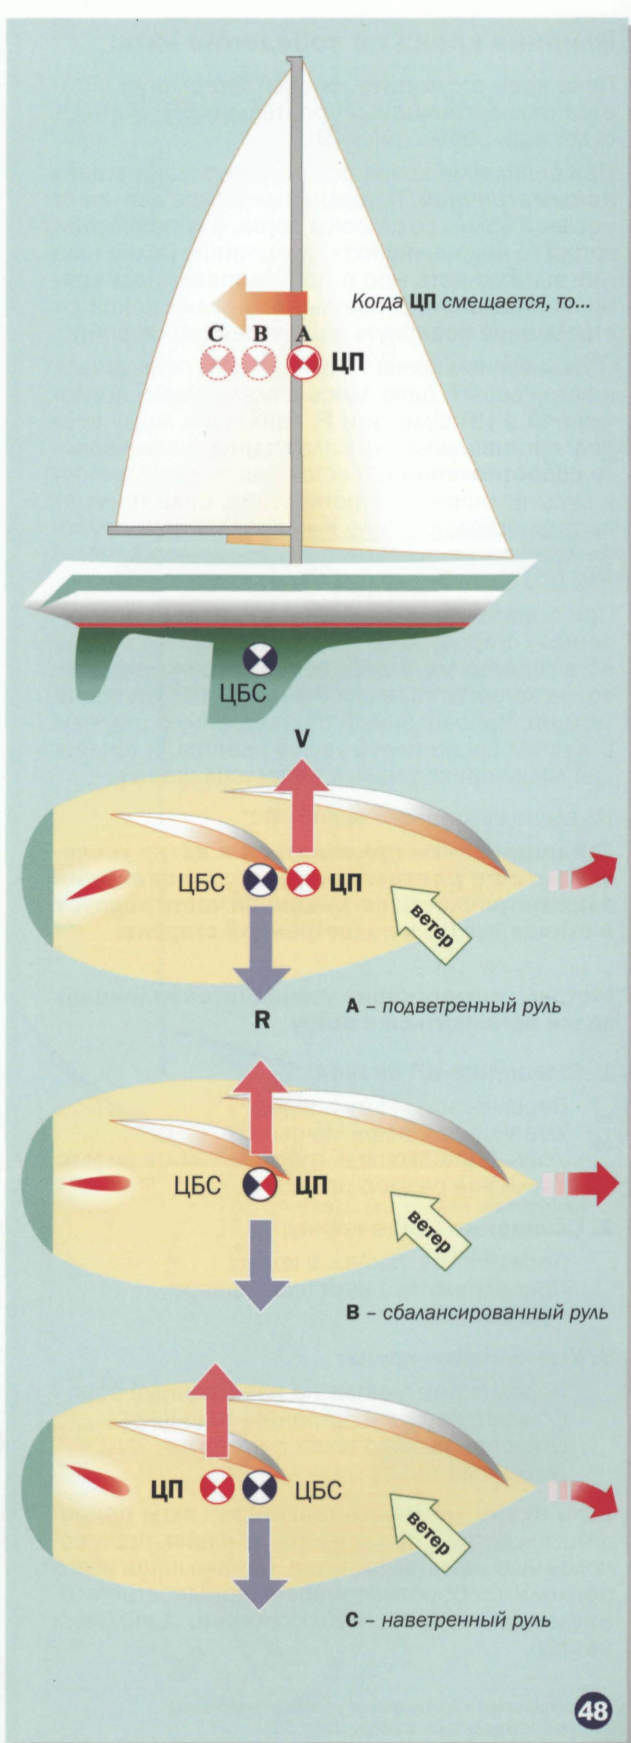 Когда ЦП смещается, то...
C B A
ЦП
ЦБС
V
ЦБС ЦП
ветер
A – подветренный руль
R
ЦБС ЦП
ветер
B – сбалансированный руль
ЦП ЦБС
ветер
C – наветренный руль
48